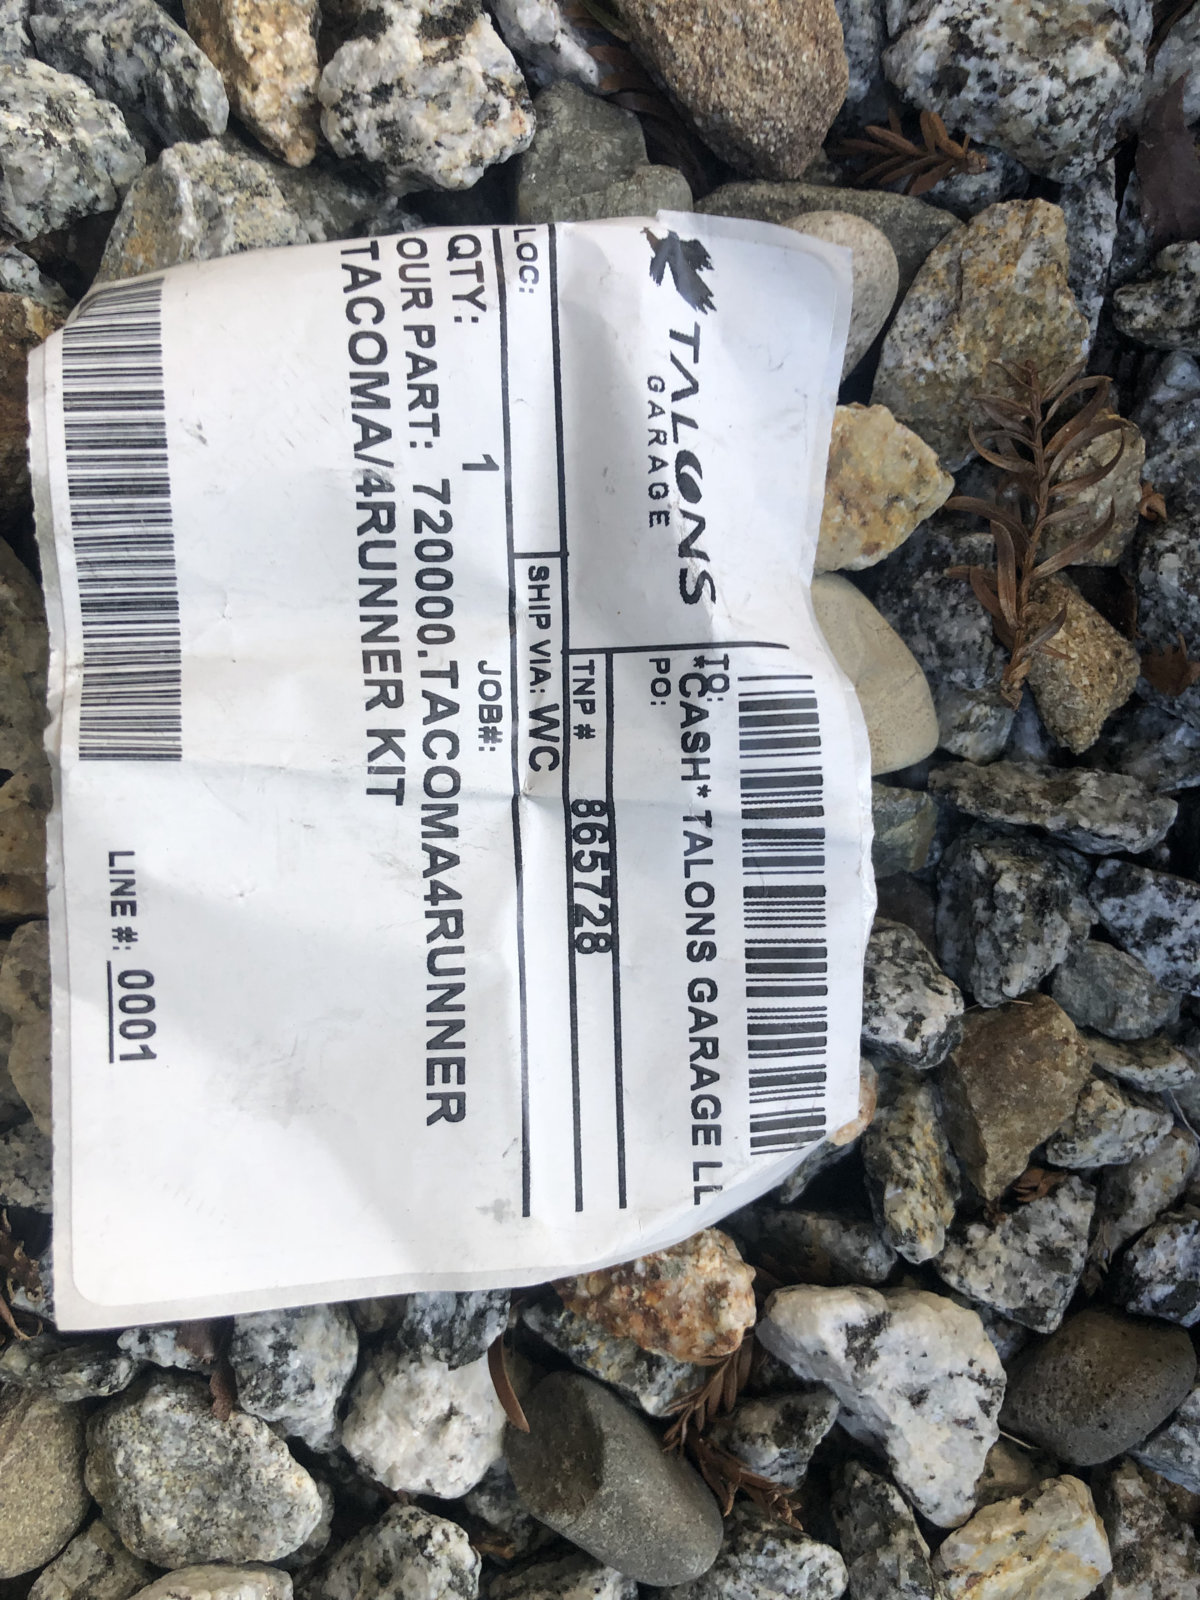 TALONS
GARAGE
TO:
*CASH* TALONS GARAGE LL
PO:
TNP # 865728
LOC:
SHIP VIA: WC
QTY: 1
JOB#:
OUR PART: 720000.TACOMA4RUNNER
TACOMA/4RUNNER KIT
LINE #: 0001